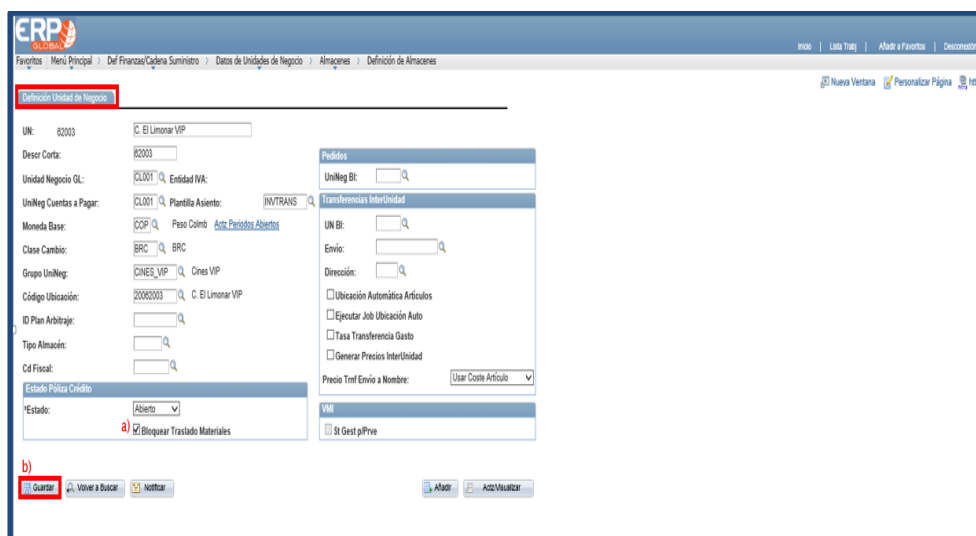 ERP
GLOBAL
Inicio | Lista Trabj | Añadir a Favoritos | Desconestón
Favoritos | Menú Principal > Def Finanzas/Cadena Suministro > Datos de Unidades de Negocio > Almacenes > Definición de Almacenes
Nueva Ventana Personalizar Página htt
Definición Unidad de Negocio
UN: 62003 C. El Limonar VIP
Descr Corta: 62003
Unidad Negocio GL: CL001 Entidad IVA:
UniNeg Cuentas a Pagar: CL001 Plantilla Asiento: INVTRANS
Moneda Base: COP Peso Colmb Actz Periodos Abiertos
Clase Cambio: BRC BRC
Grupo UniNeg: CINES_VIP Cines VIP
Código Ubicación: 20062003 C. El Limonar VIP
ID Plan Arbitraje:
Tipo Almacén:
Cd Fiscal:
Estado Póliza Crédito
*Estado: Abierto
a) Bloquear Traslado Materiales
Pedidos
UniNeg BI:
Transferencias InterUnidad
UN BI:
Envío:
Dirección:
Ubicación Automática Artículos
Ejecutar Job Ubicación Auto
Tasa Transferencia Gasto
Generar Precios InterUnidad
Precio Trnf Envío a Nombre: Usar Coste Artículo
VMI
St Gest p/Prve
b)
Guardar Volver a Buscar Notificar Añadir Actz/Visualizar